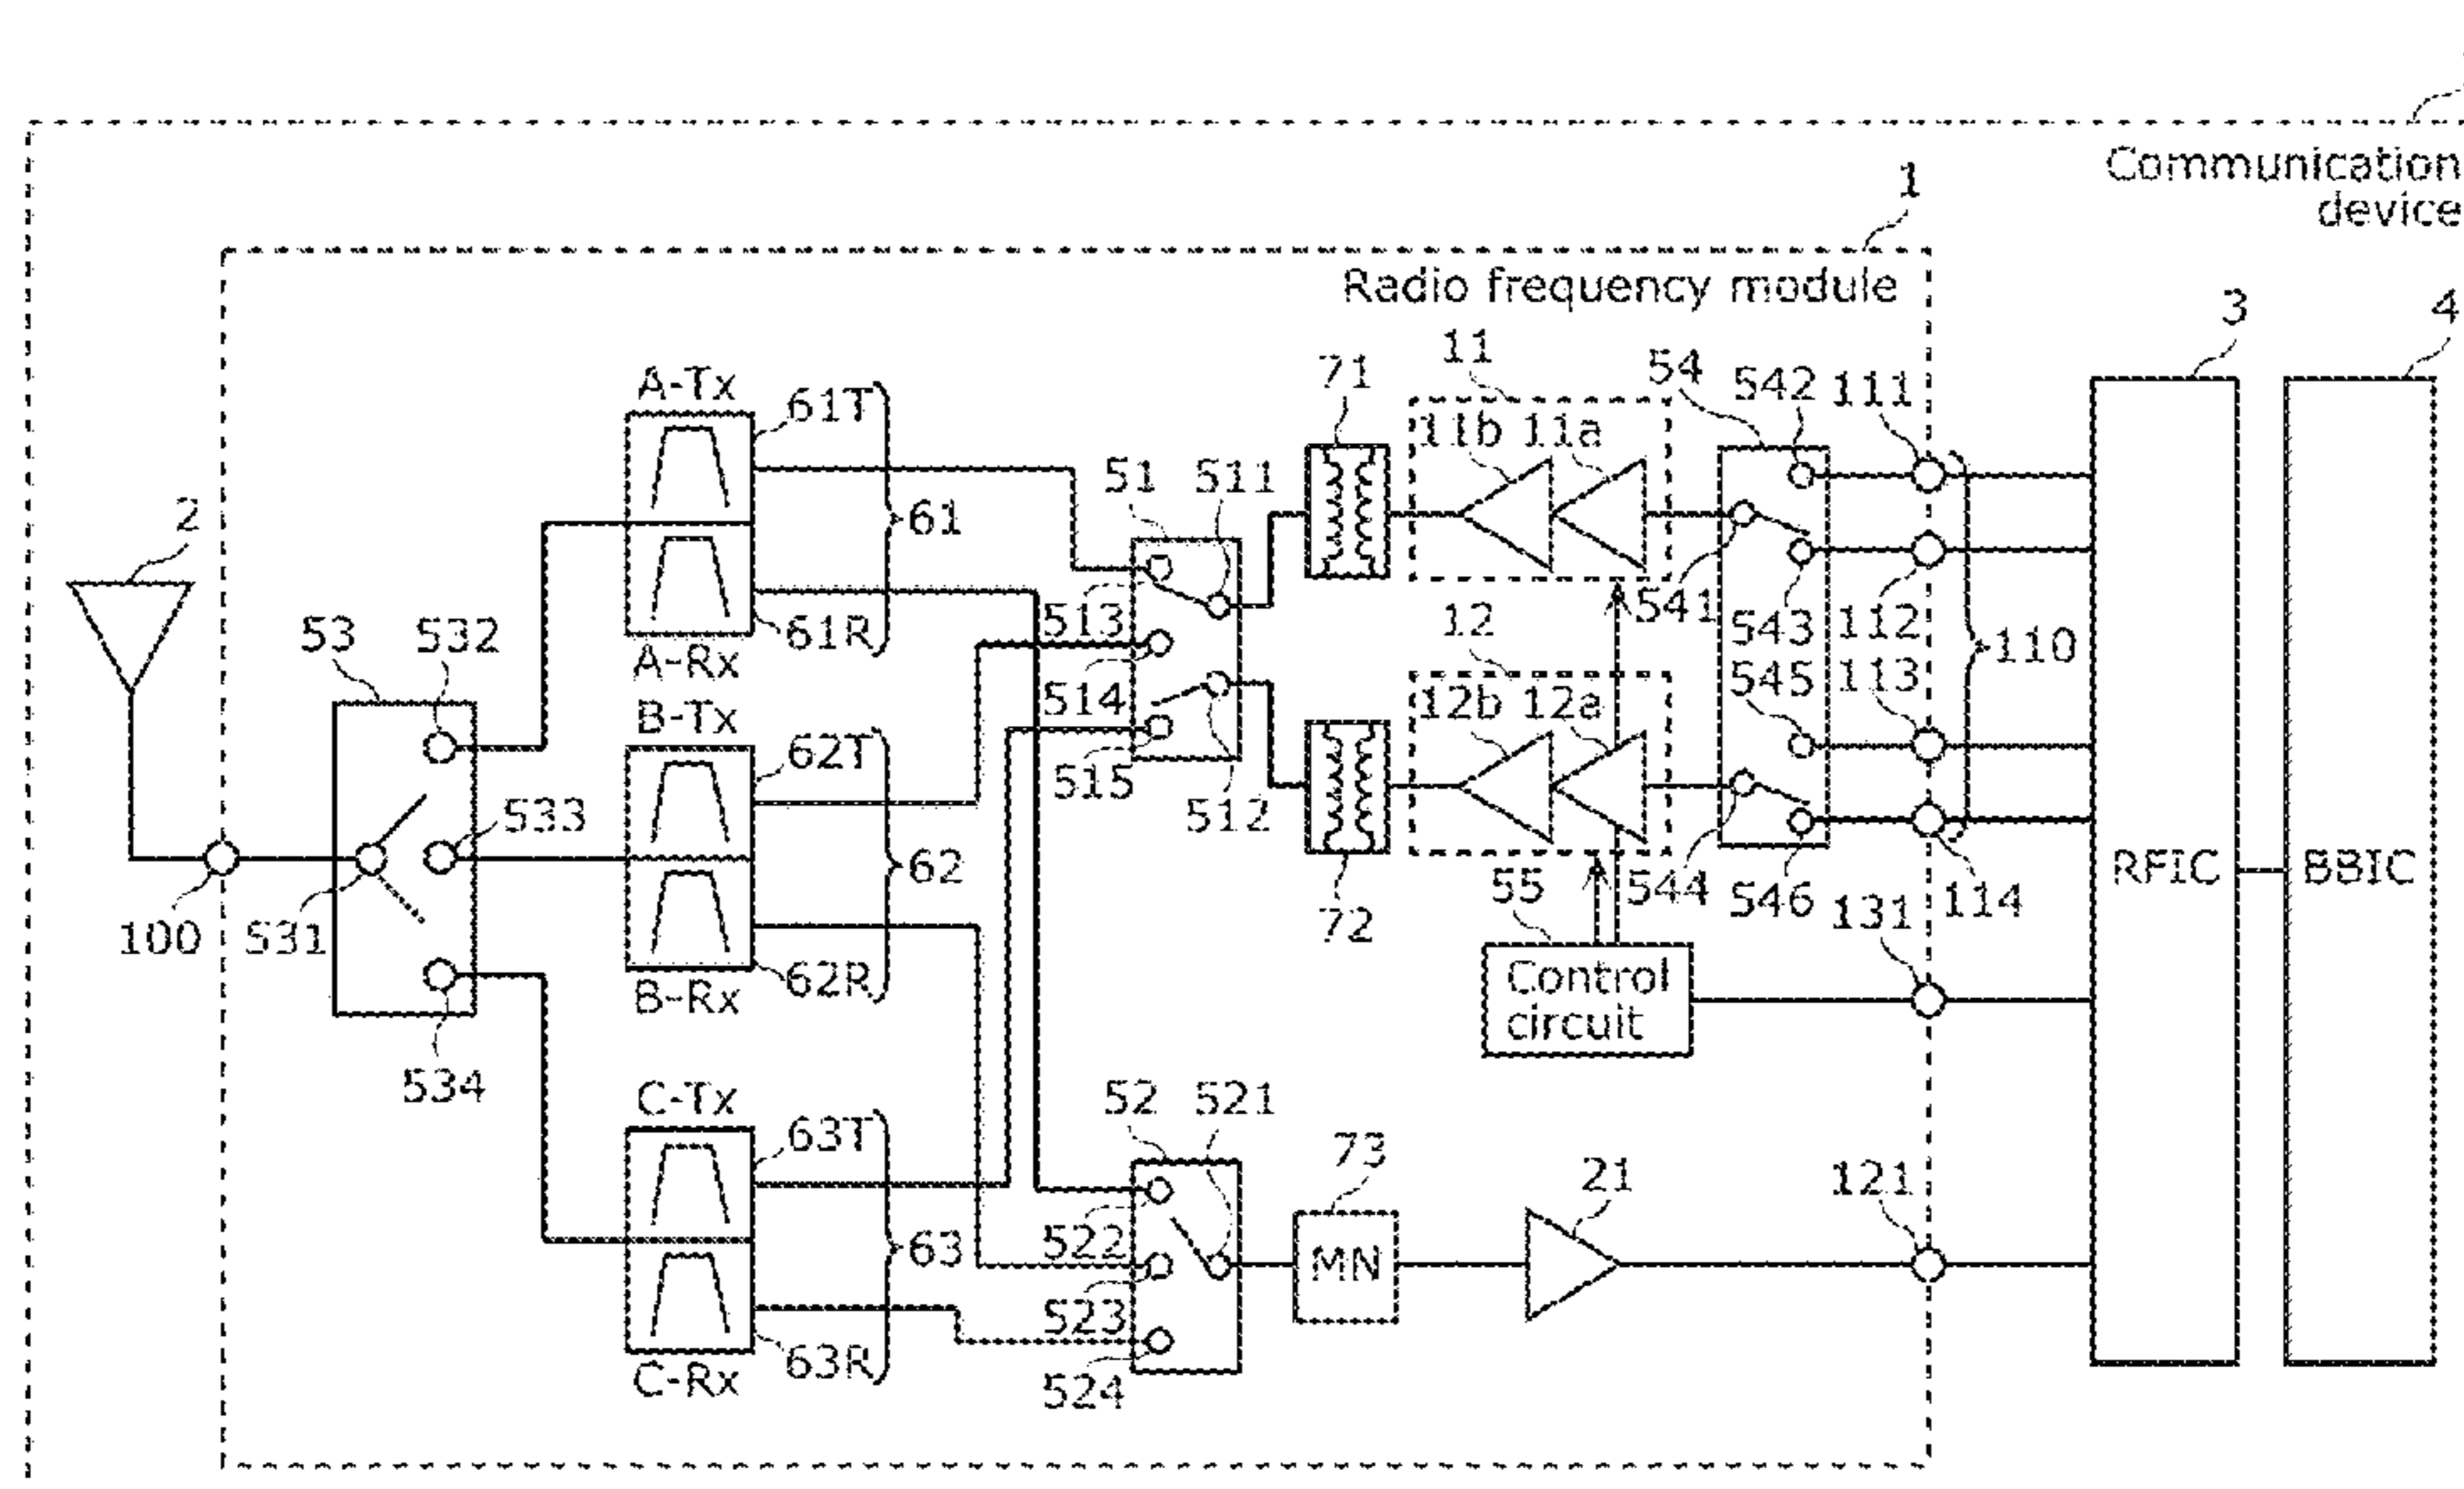 Communication
device
1
Radio frequency module
3
4
11
71
54
542
111
A-Tx
61T
11b
11a
51
511
2
61
541
543
112
110
53
532
513
61R
A-Rx
12
545
113
514
B-Tx
62T
12b
12a
515
512
533
62
RFIC
BBIC
55
544
546
131
114
100
531
72
62R
B-Rx
Control
circuit
534
C-Tx
63T
52
521
73
21
121
522
63
MN
523
63R
C-Rx
524